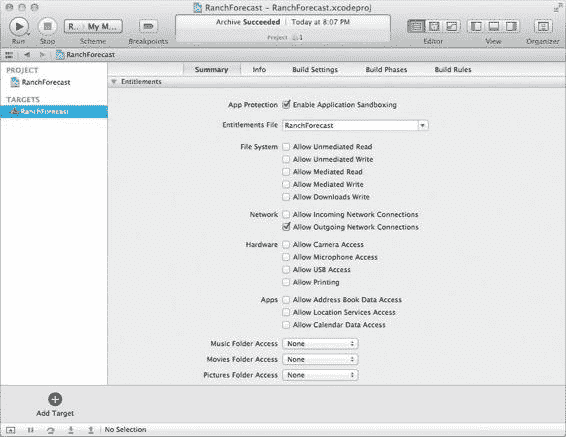 RanchForecast – RanchForecast.xcodeproj
R... › My M...
Archive Succeeded | Today at 8:07 PM
Project 1
Run Stop Scheme Breakpoints Editor View Organizer
RanchForecast
PROJECT
RanchForecast
TARGETS
RanchForecast
Summary Info Build Settings Build Phases Build Rules
Entitlements
App Protection Enable Application Sandboxing
Entitlements File RanchForecast
File System Allow Unmediated Read
Allow Unmediated Write
Allow Mediated Read
Allow Mediated Write
Allow Downloads Write
Network Allow Incoming Network Connections
Allow Outgoing Network Connections
Hardware Allow Camera Access
Allow Microphone Access
Allow USB Access
Allow Printing
Apps Allow Address Book Data Access
Allow Location Services Access
Allow Calendar Data Access
Music Folder Access None
Movies Folder Access None
Pictures Folder Access None
Add Target
No Selection